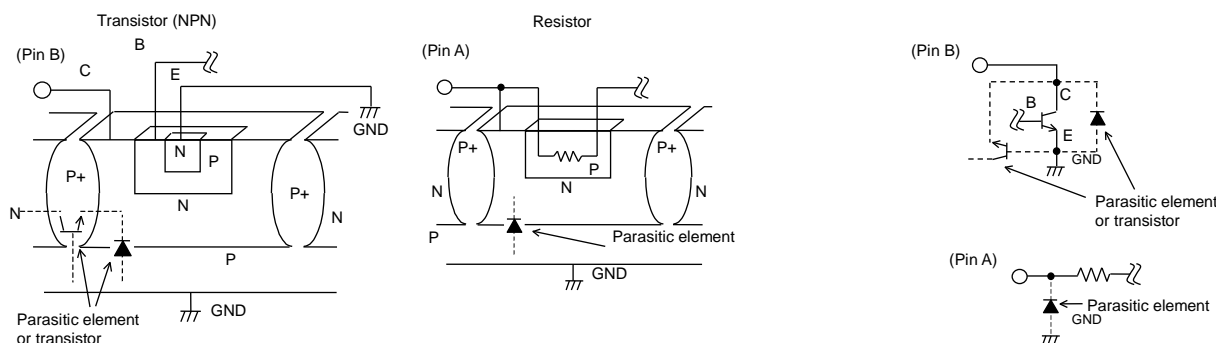 Transistor (NPN)
(Pin B)
B
C
E
GND
N
P
P+
P+
N
N
N
P
GND
Parasitic element
or transistor
Resistor
(Pin A)
P+
P+
P
N
N
N
P
Parasitic element
GND
(Pin B)
C
B
E
GND
Parasitic element
or transistor
(Pin A)
Parasitic element
GND